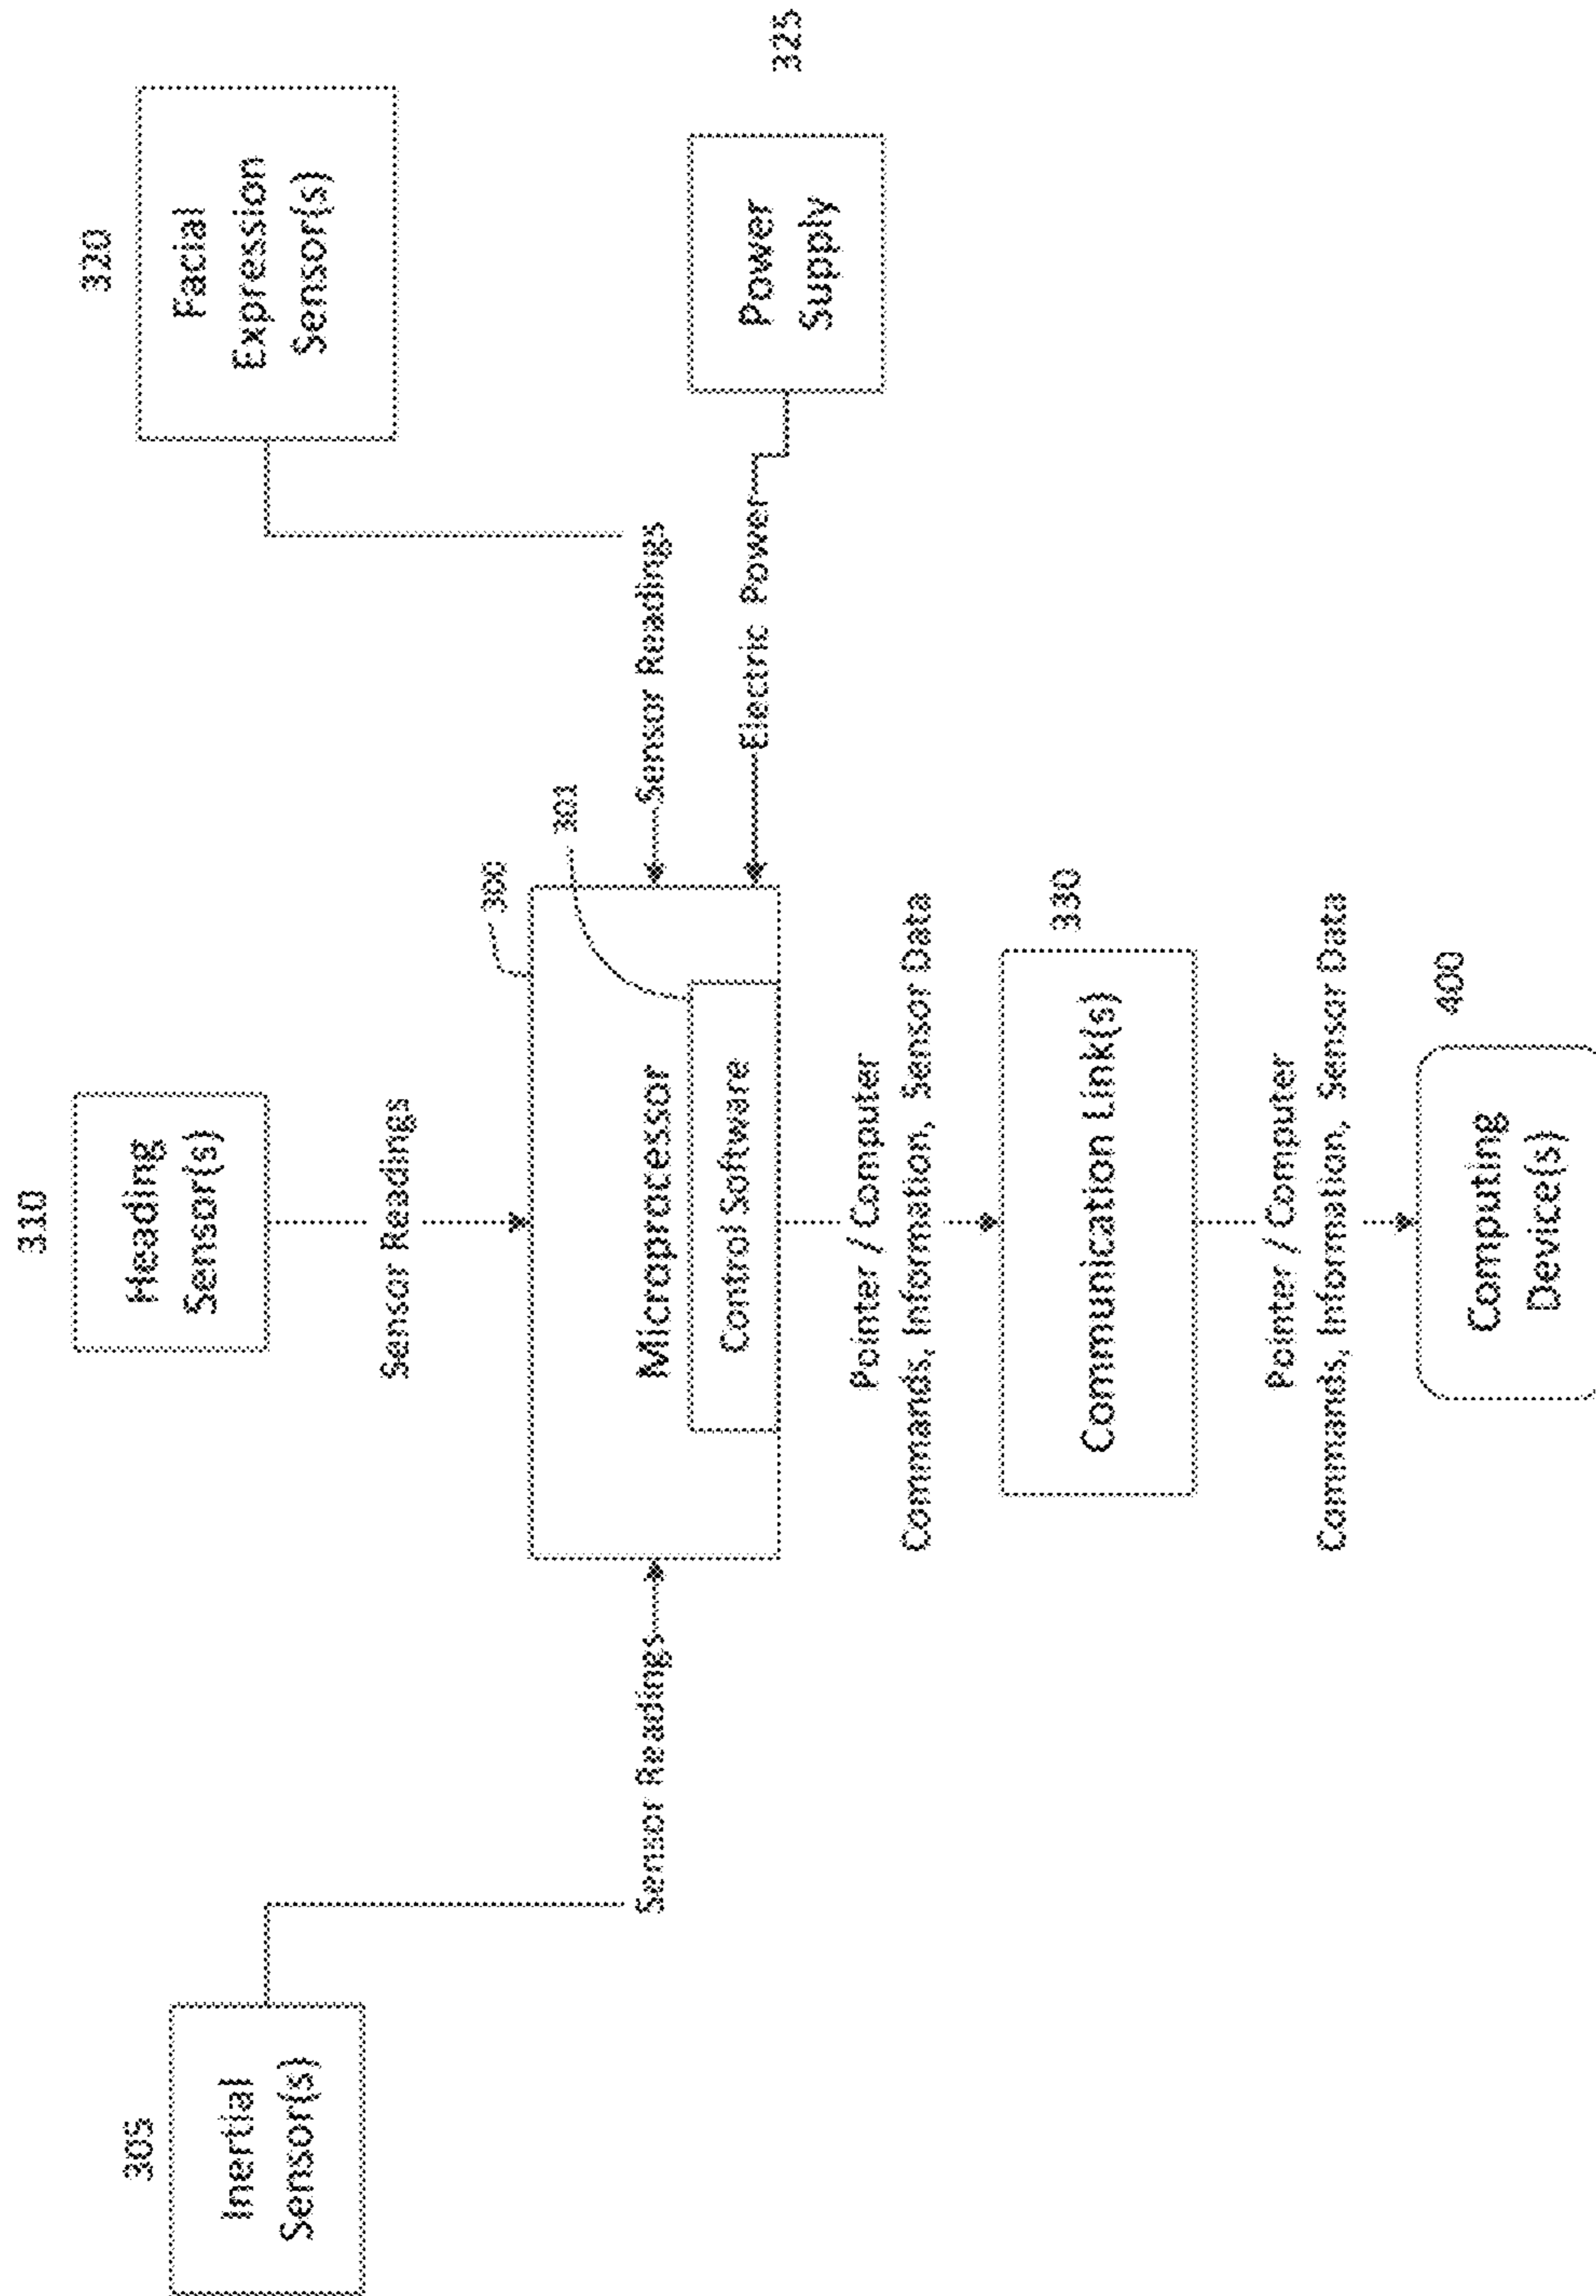 310
Heading
Sensor(s)
305
Inertial
Sensor(s)
320
Facial
Expression
Sensor(s)
Sensor Readings
300
301
Sensor Readings
Microprocessor
Sensor Readings
Control Software
Electric Power
325
Power
Supply
Pointer / Computer
Commands, Information, Sensor Data
330
Communication Link(s)
Pointer / Computer
Commands, Information, Sensor Data
400
Computing
Device(s)